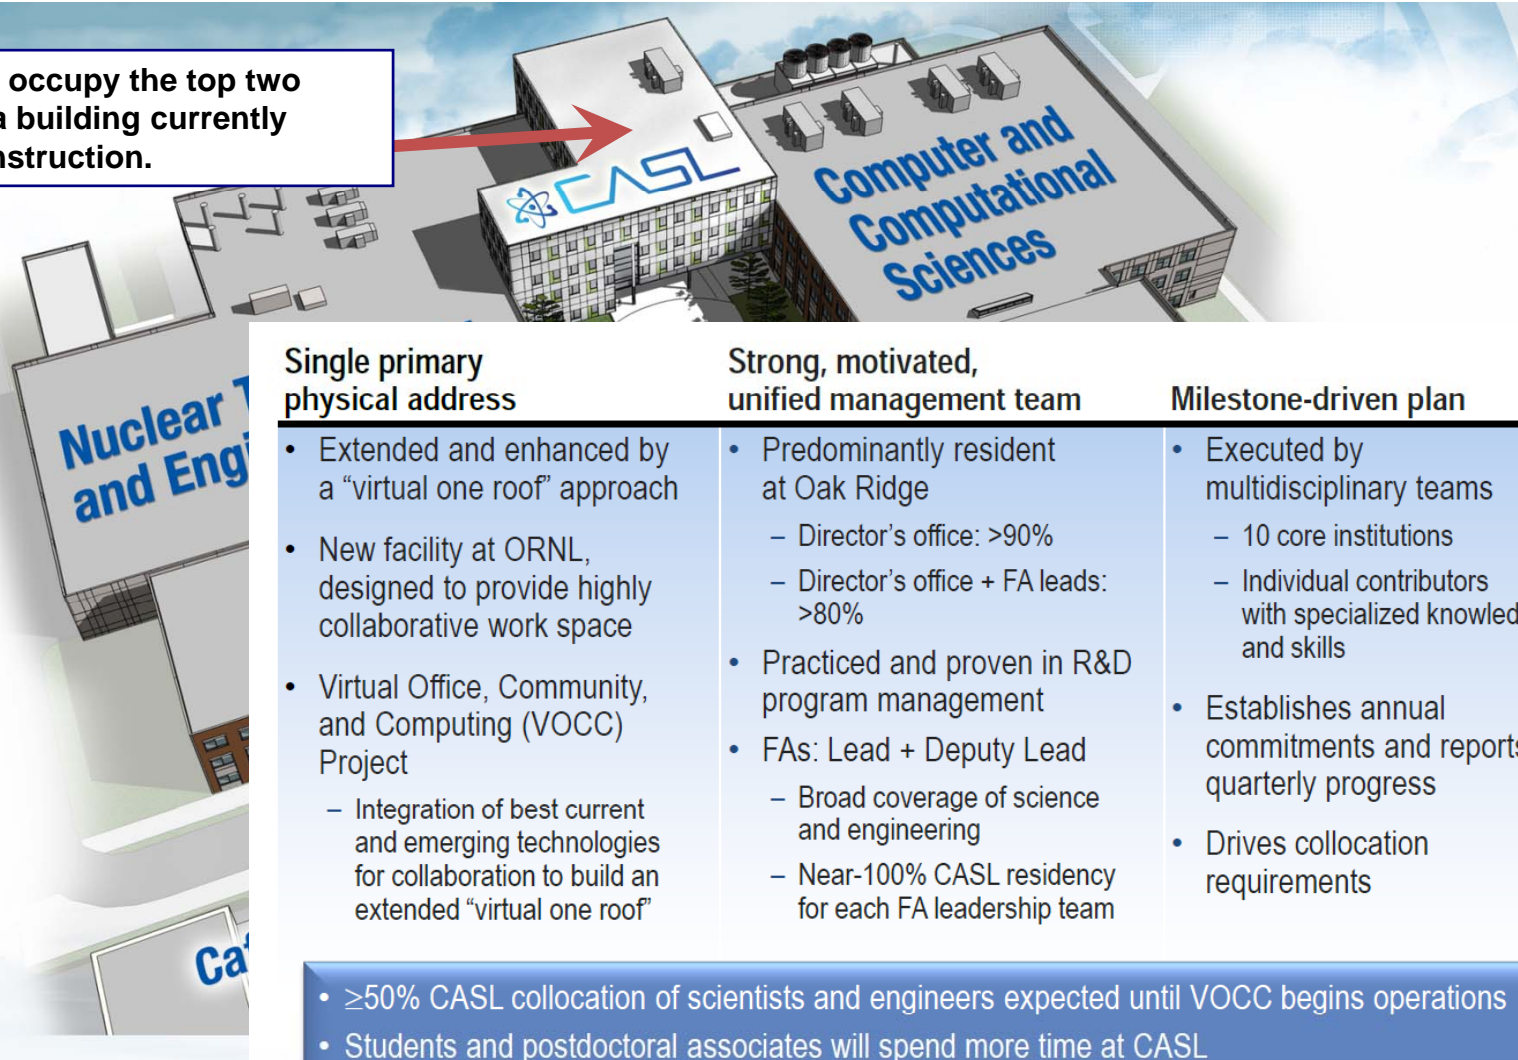 occupy the top two
a building currently
nstruction.
CASL
Computer and
Computational
Sciences
Nuclear
and Engi
Single primary
physical address
• Extended and enhanced by
a “virtual one roof” approach
• New facility at ORNL,
designed to provide highly
collaborative work space
• Virtual Office, Community,
and Computing (VOCC)
Project
– Integration of best current
and emerging technologies
for collaboration to build an
extended “virtual one roof”
Strong, motivated,
unified management team
• Predominantly resident
at Oak Ridge
– Director’s office: >90%
– Director’s office + FA leads:
>80%
• Practiced and proven in R&D
program management
• FAs: Lead + Deputy Lead
– Broad coverage of science
and engineering
– Near-100% CASL residency
for each FA leadership team
Milestone-driven plan
• Executed by
multidisciplinary teams
– 10 core institutions
– Individual contributors
with specialized knowled
and skills
• Establishes annual
commitments and reports
quarterly progress
• Drives collocation
requirements
Caf
• ≥50% CASL collocation of scientists and engineers expected until VOCC begins operations
• Students and postdoctoral associates will spend more time at CASL